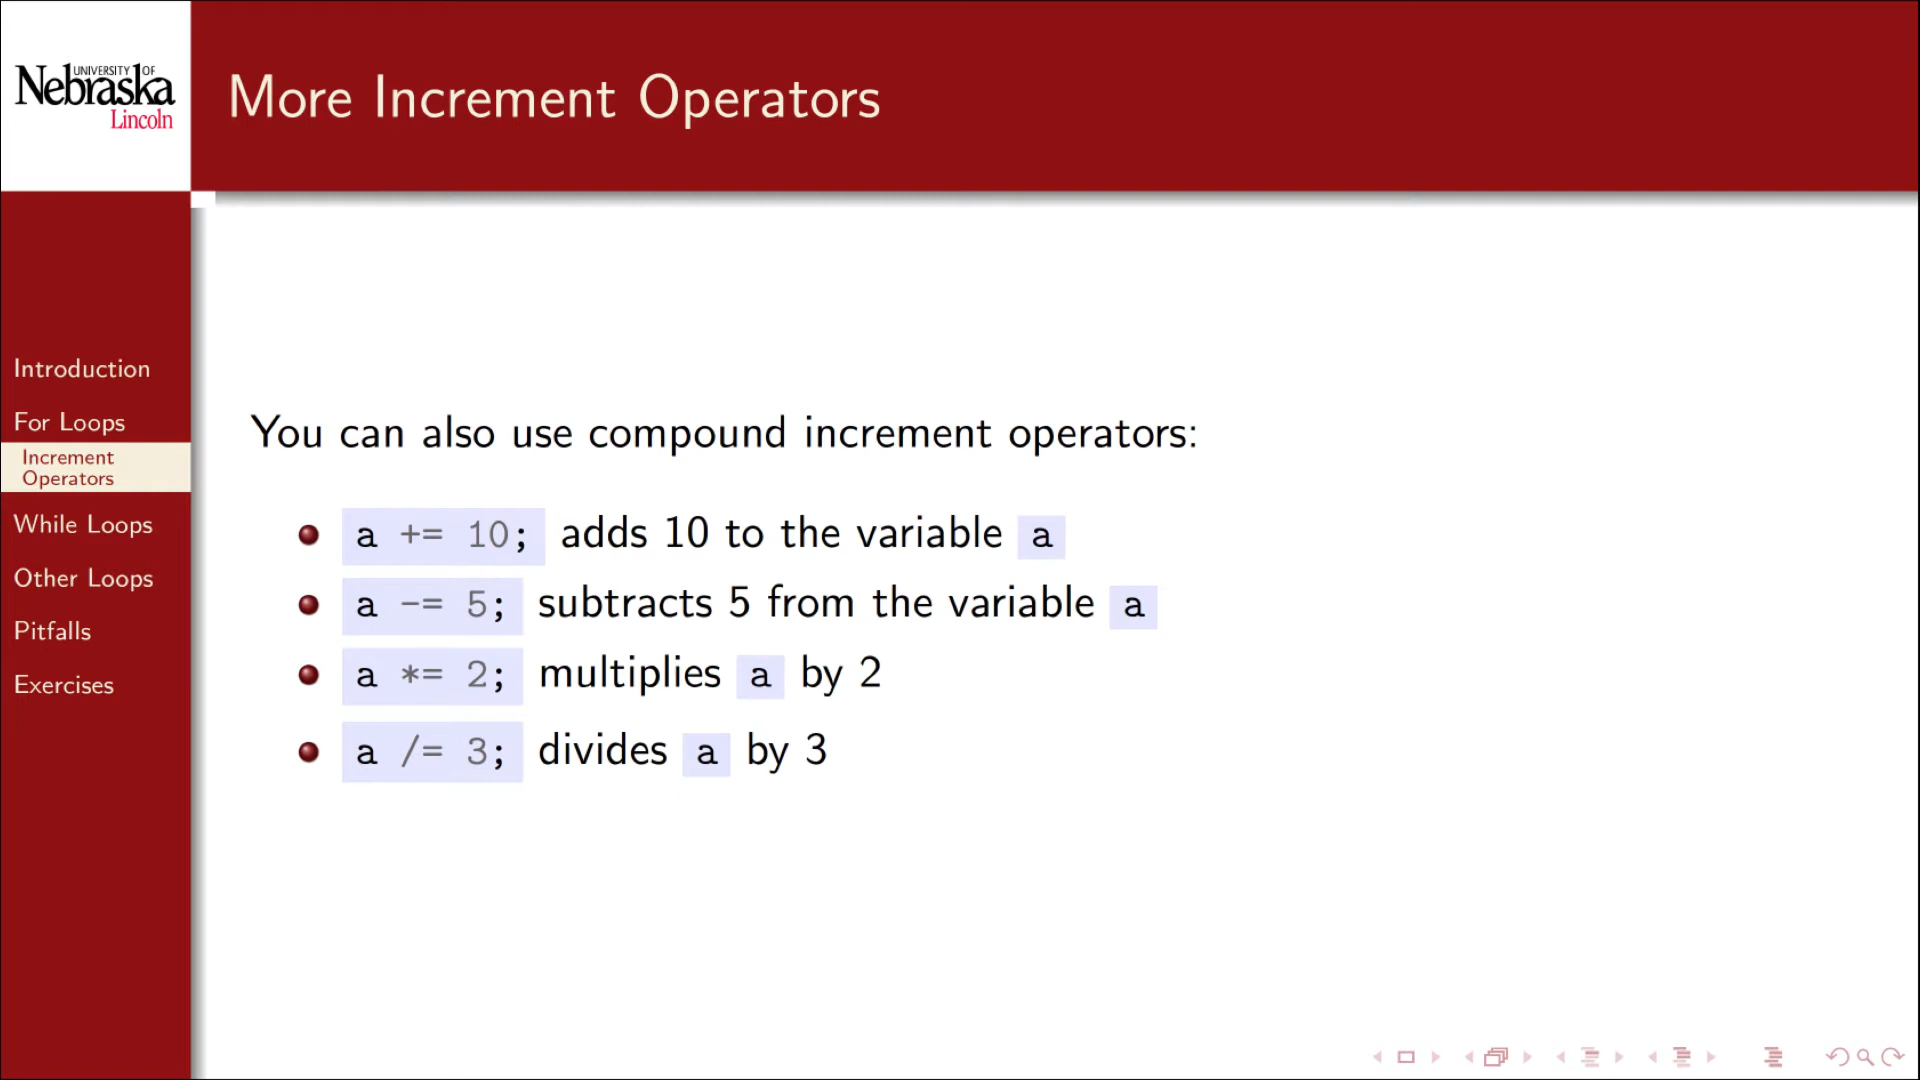 UNIVERSITY OF
Nebraska
Lincoln
More Increment Operators
Introduction
For Loops
Increment
Operators
While Loops
Other Loops
Pitfalls
Exercises
You can also use compound increment operators:
a += 10; adds 10 to the variable a
a -= 5; subtracts 5 from the variable a
a *= 2; multiplies a by 2
a /= 3; divides a by 3